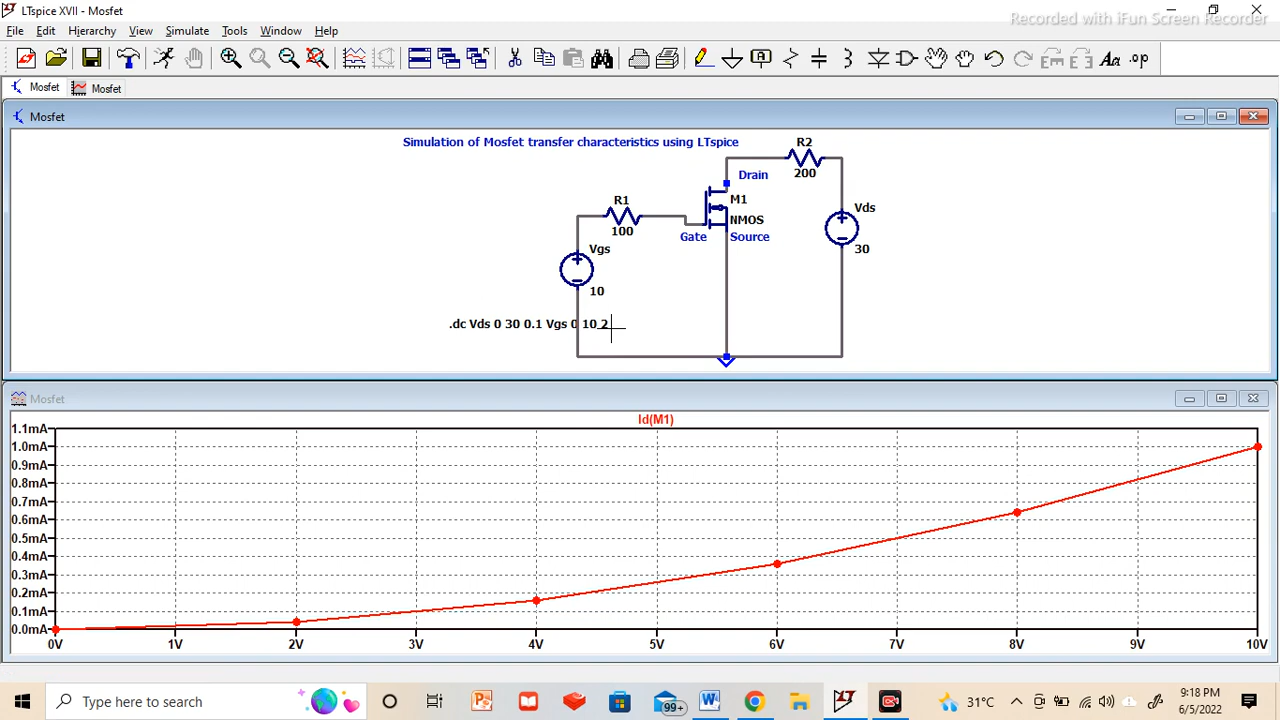 LTspice XVII - Mosfet
Recorded with iFun Screen Recorder
File Edit Hierarchy View Simulate Tools Window Help
A Aa .op
Mosfet Mosfet
Mosfet
Simulation of Mosfet transfer characteristics using LTspice
R2
Drain
200
R1
M1
Vds
NMOS
100
Gate
Source
Vgs
30
10
.dc Vds 0 30 0.1 Vgs 0 10 2
Mosfet
Id(M1)
1.1mA
1.0mA
0.9mA
0.8mA
0.7mA
0.6mA
0.5mA
0.4mA
0.3mA
0.2mA
0.1mA
0.0mA
0V 1V 2V 3V 4V 5V 6V 7V 8V 9V 10V
Type here to search
99+
31°C
9:18 PM
6/5/2022